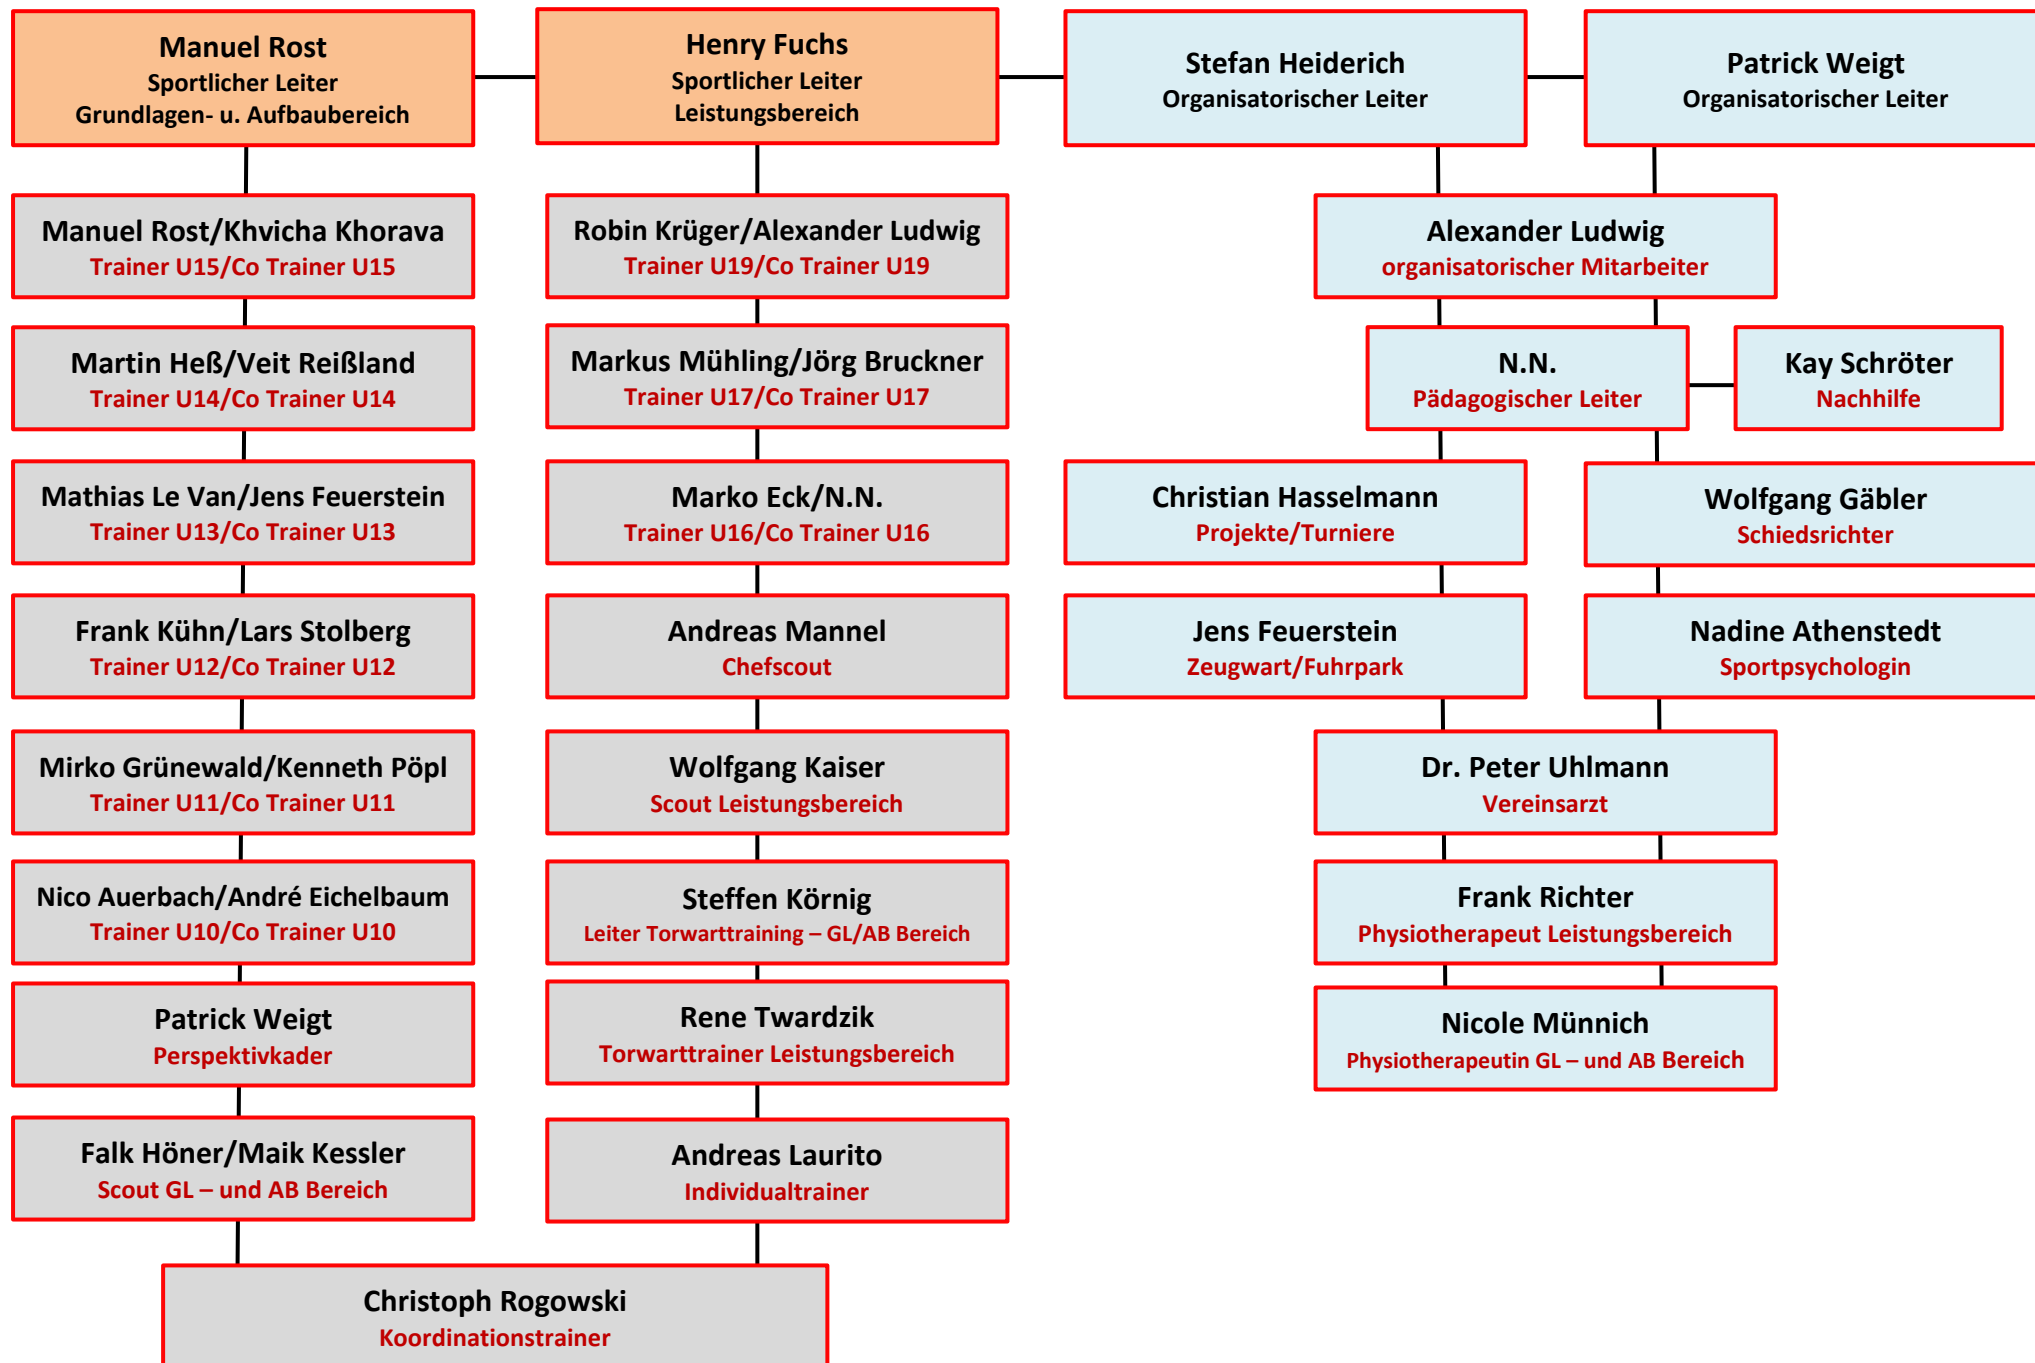 Manuel Rost
Sportlicher Leiter
Grundlagen- u. Aufbaubereich
Henry Fuchs
Sportlicher Leiter
Leistungsbereich
Stefan Heiderich
Organisatorischer Leiter
Patrick Weigt
Organisatorischer Leiter
Manuel Rost/Khvicha Khorava
Trainer U15/Co Trainer U15
Robin Krüger/Alexander Ludwig
Trainer U19/Co Trainer U19
Alexander Ludwig
organisatorischer Mitarbeiter
Martin Heß/Veit Reißland
Trainer U14/Co Trainer U14
Markus Mühling/Jörg Bruckner
Trainer U17/Co Trainer U17
N.N.
Pädagogischer Leiter
Kay Schröter
Nachhilfe
Mathias Le Van/Jens Feuerstein
Trainer U13/Co Trainer U13
Marko Eck/N.N.
Trainer U16/Co Trainer U16
Christian Hasselmann
Projekte/Turniere
Wolfgang Gäbler
Schiedsrichter
Frank Kühn/Lars Stolberg
Trainer U12/Co Trainer U12
Andreas Mannel
Chefscout
Jens Feuerstein
Zeugwart/Fuhrpark
Nadine Athenstedt
Sportpsychologin
Mirko Grünewald/Kenneth Pöpl
Trainer U11/Co Trainer U11
Wolfgang Kaiser
Scout Leistungsbereich
Dr. Peter Uhlmann
Vereinsarzt
Nico Auerbach/André Eichelbaum
Trainer U10/Co Trainer U10
Steffen Körnig
Leiter Torwarttraining – GL/AB Bereich
Frank Richter
Physiotherapeut Leistungsbereich
Patrick Weigt
Perspektivkader
Rene Twardzik
Torwarttrainer Leistungsbereich
Nicole Münnich
Physiotherapeutin GL – und AB Bereich
Falk Höner/Maik Kessler
Scout GL – und AB Bereich
Andreas Laurito
Individualtrainer
Christoph Rogowski
Koordinationstrainer